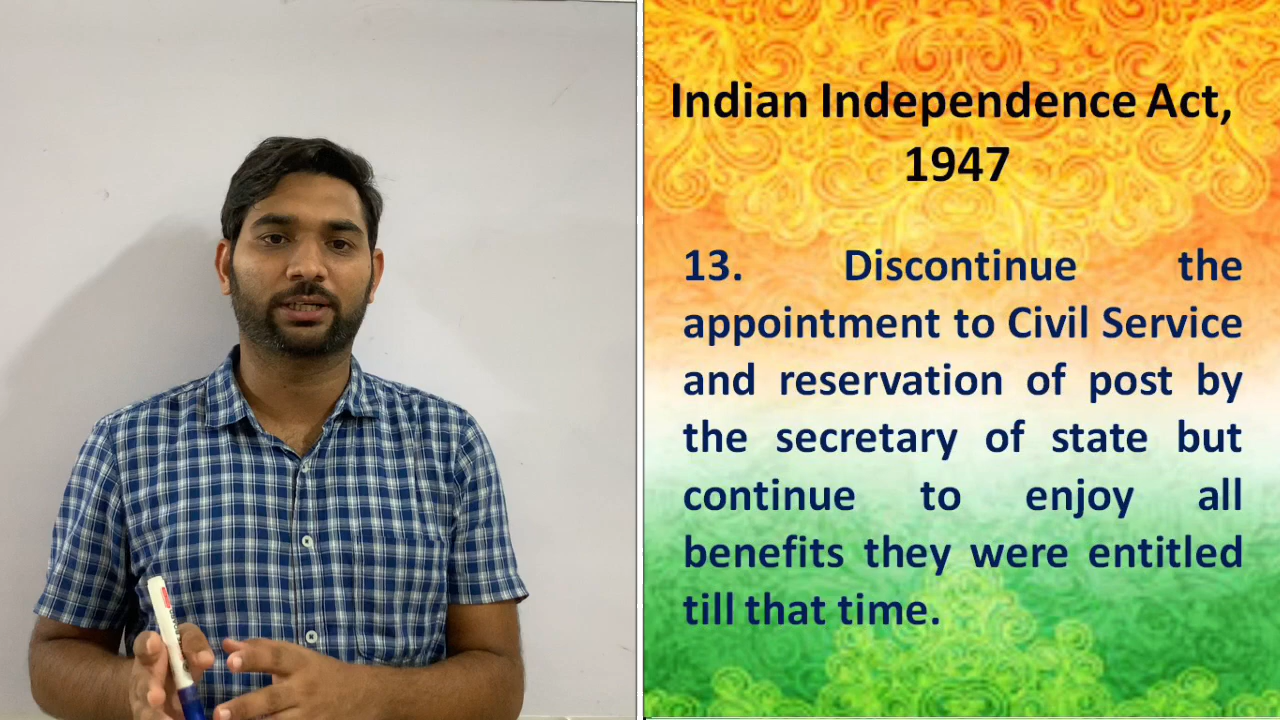 Indian Independence Act,
1947
13. Discontinue the
appointment to Civil Service
and reservation of post by
the secretary of state but
continue to enjoy all
benefits they were entitled
till that time.